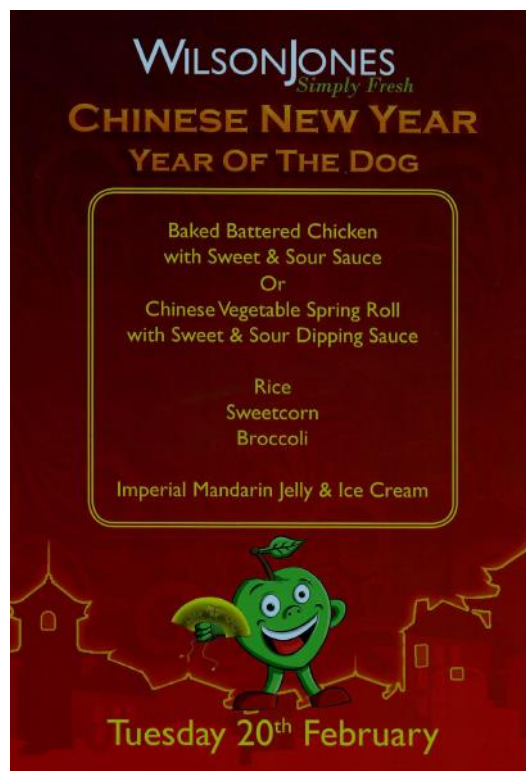 WILSONJONES
Simply Fresh
CHINESE NEW YEAR
YEAR OF THE DOG
Baked Battered Chicken
with Sweet & Sour Sauce
Or
Chinese Vegetable Spring Roll
with Sweet & Sour Dipping Sauce
Rice
Sweetcorn
Broccoli
Imperial Mandarin Jelly & Ice Cream
Tuesday 20th February